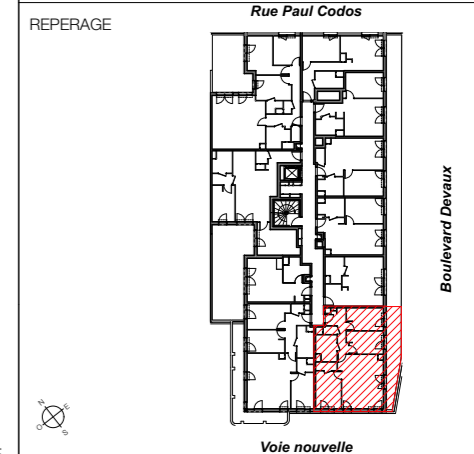 Rue Paul Codos
REPERAGE
Boulevard Devaux
N
E
O
S
Voie nouvelle